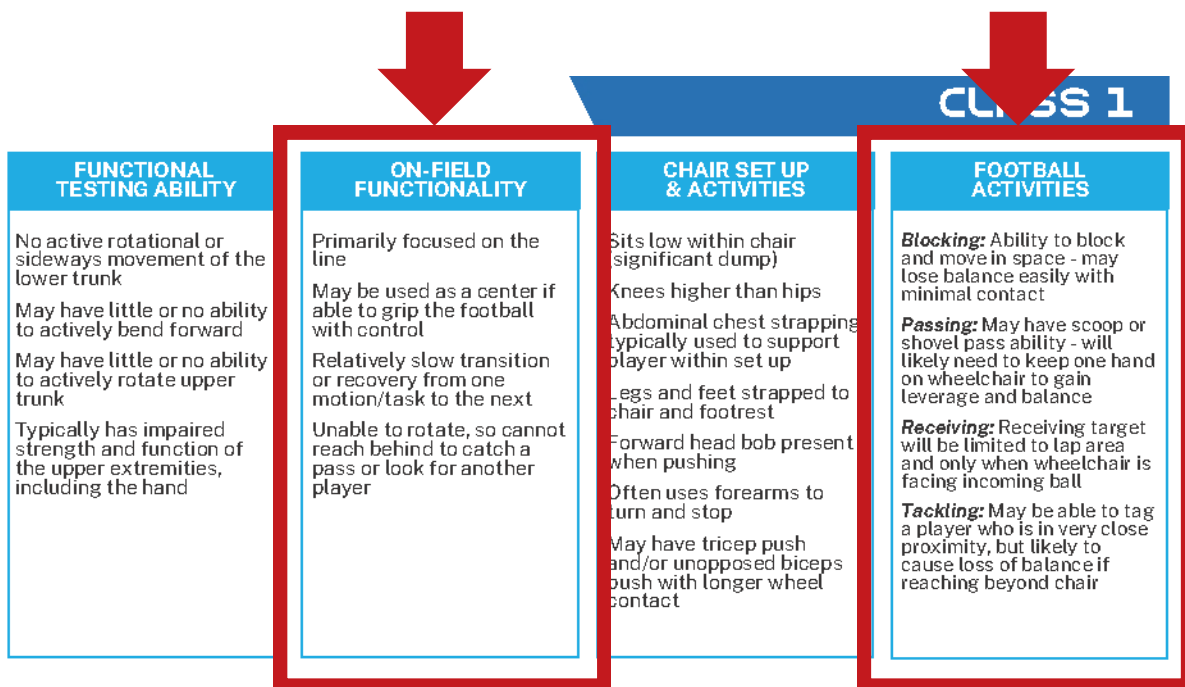 CLASS 1
FUNCTIONAL
TESTING ABILITY
No active rotational or
sideways movement of the
lower trunk
May have little or no ability
to actively bend forward
May have little or no ability
to actively rotate upper
trunk
Typically has impaired
strength and function of
the upper extremities,
including the hand
ON-FIELD
FUNCTIONALITY
Primarily focused on the
line
May be used as a center if
able to grip the football
with control
Relatively slow transition
or recovery from one
motion/task to the next
Unable to rotate, so cannot
reach behind to catch a
pass or look for another
player
CHAIR SET UP
& ACTIVITIES
Sits low within chair
(significant dump)
Knees higher than hips
Abdominal chest strapping
typically used to support
player within set up
Legs and feet strapped to
chair and footrest
Forward head bob present
when pushing
Often uses forearms to
turn and stop
May have tricep push
and/or unopposed biceps
push with longer wheel
contact
FOOTBALL
ACTIVITIES
Blocking: Ability to block
and move in space - may
lose balance easily with
minimal contact
Passing: May have scoop or
shovel pass ability - will
likely need to keep one hand
on wheelchair to gain
leverage and balance
Receiving: Receiving target
will be limited to lap area
and only when wheelchair is
facing incoming ball
Tackling: May be able to tag
a player who is in very close
proximity, but likely to
cause loss of balance if
reaching beyond chair